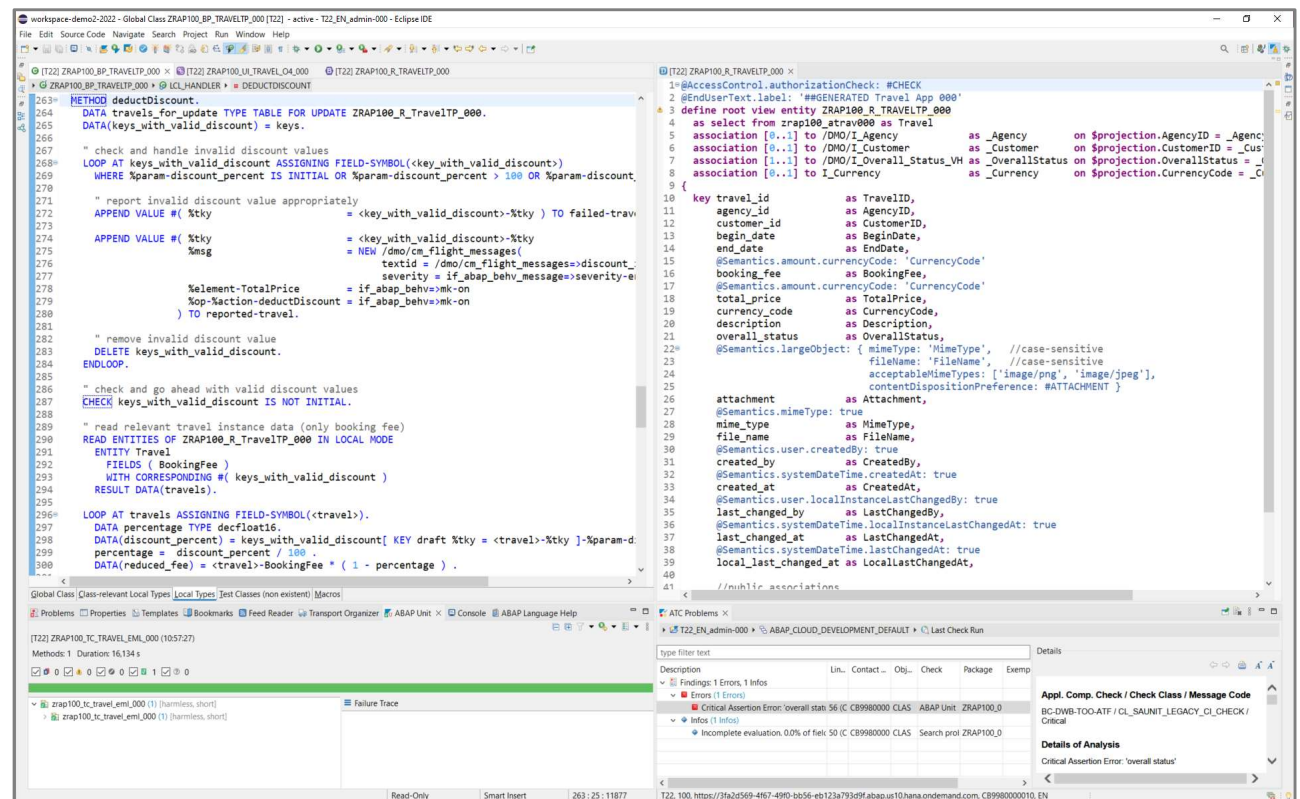 workspace-demo2-2022 - Global Class ZRAP100_BP_TRAVELTP_000 [T22] - active - T22_EN_admin-000 - Eclipse IDE
File Edit Source Code Navigate Search Project Run Window Help
[T22] ZRAP100_BP_TRAVELTP_000
[T22] ZRAP100_UI_TRAVEL_O4_000
[T22] ZRAP100_R_TRAVELTP_000
ZRAP100_BP_TRAVELTP_000
LCL_HANDLER
DEDUCTDISCOUNT
263 METHOD deductDiscount.
264 DATA travels_for_update TYPE TABLE FOR UPDATE ZRAP100_R_TravelTP_000.
265 DATA(keys_with_valid_discount) = keys.
266
267 " check and handle invalid discount values
268 LOOP AT keys_with_valid_discount ASSIGNING FIELD-SYMBOL(<key_with_valid_discount>)
269 WHERE %param-discount_percent IS INITIAL OR %param-discount_percent > 100 OR %param-discount_
270
271 " report invalid discount value appropriately
272 APPEND VALUE #( %tky = <key_with_valid_discount>-%tky ) TO failed-trave
273
274 APPEND VALUE #( %tky = <key_with_valid_discount>-%tky
275 %msg = NEW /dmo/cm_flight_messages(
276 textid = /dmo/cm_flight_messages=>discount_
277 severity = if_abap_behv_message=>severity-e
278 %element-TotalPrice = if_abap_behv=>mk-on
279 %op-%action-deductDiscount = if_abap_behv=>mk-on
280 ) TO reported-travel.
281
282 " remove invalid discount value
283 DELETE keys_with_valid_discount.
284 ENDLOOP.
285
286 " check and go ahead with valid discount values
287 CHECK keys_with_valid_discount IS NOT INITIAL.
288
289 " read relevant travel instance data (only booking fee)
290 READ ENTITIES OF ZRAP100_R_TravelTP_000 IN LOCAL MODE
291 ENTITY Travel
292 FIELDS ( BookingFee )
293 WITH CORRESPONDING #( keys_with_valid_discount )
294 RESULT DATA(travels).
295
296 LOOP AT travels ASSIGNING FIELD-SYMBOL(<travel>).
297 DATA percentage TYPE decfloat16.
298 DATA(discount_percent) = keys_with_valid_discount[ KEY draft %tky = <travel>-%tky ]-%param-d
299 percentage = discount_percent / 100 .
300 DATA(reduced_fee) = <travel>-BookingFee * ( 1 - percentage ) .
Global Class Class-relevant Local Types Local Types Test Classes (non existent) Macros
[T22] ZRAP100_R_TRAVELTP_000
1 @AccessControl.authorizationCheck: #CHECK
2 @EndUserText.label: '##GENERATED Travel App 000'
3 define root view entity ZRAP100_R_TRAVELTP_000
4 as select from zrap100_atrav000 as Travel
5 association [0..1] to /DMO/I_Agency as _Agency on $projection.AgencyID = _Agency
6 association [0..1] to /DMO/I_Customer as _Customer on $projection.CustomerID = _Cus
7 association [1..1] to /DMO/I_Overall_Status_VH as _OverallStatus on $projection.OverallStatus =
8 association [0..1] to I_Currency as _Currency on $projection.CurrencyCode =
9 {
10 key travel_id as TravelID,
11 agency_id as AgencyID,
12 customer_id as CustomerID,
13 begin_date as BeginDate,
14 end_date as EndDate,
15 @Semantics.amount.currencyCode: 'CurrencyCode'
16 booking_fee as BookingFee,
17 @Semantics.amount.currencyCode: 'CurrencyCode'
18 total_price as TotalPrice,
19 currency_code as CurrencyCode,
20 description as Description,
21 overall_status as OverallStatus,
22 @Semantics.largeObject: { mimeType: 'MimeType', //case-sensitive
23 fileName: 'FileName', //case-sensitive
24 acceptableMimeTypes: ['image/png', 'image/jpeg'],
25 contentDispositionPreference: #ATTACHMENT }
26 attachment as Attachment,
27 @Semantics.mimeType: true
28 mime_type as MimeType,
29 file_name as FileName,
30 @Semantics.user.createdBy: true
31 created_by as CreatedBy,
32 @Semantics.systemDateTime.createdAt: true
33 created_at as CreatedAt,
34 @Semantics.user.localInstanceLastChangedBy: true
35 last_changed_by as LastChangedBy,
36 @Semantics.systemDateTime.localInstanceLastChangedAt: true
37 last_changed_at as LastChangedAt,
38 @Semantics.systemDateTime.lastChangedAt: true
39 local_last_changed_at as LocalLastChangedAt,
40
41 //public associations
Problems Properties Templates Bookmarks Feed Reader Transport Organizer ABAP Unit Console ABAP Language Help
[T22] ZRAP100_TC_TRAVEL_EML_000 (10:57:27)
Methods: 1 Duration: 16,134 s
0 0 0 1 0
zrap100_tc_travel_eml_000 (1) [harmless, short]
zrap100_tc_travel_eml_000 (1) [harmless, short]
Failure Trace
ATC Problems
T22_EN_admin-000 ABAP_CLOUD_DEVELOPMENT_DEFAULT Last Check Run
type filter text
Description Lin... Contact ... Obj... Check Package Exemp
Findings: 1 Errors, 1 Infos
Errors (1 Errors)
Critical Assertion Error: 'overall stat 56 (C CB9980000 CLAS ABAP Unit ZRAP100_0
Infos (1 Infos)
Incomplete evaluation. 0.0% of fielc 50 (C CB9980000 CLAS Search prol ZRAP100_0
Details
Appl. Comp. Check / Check Class / Message Code
BC-DWB-TOO-ATF / CL_SAUNIT_LEGACY_CI_CHECK /
Critical
Details of Analysis
Critical Assertion Error: 'overall status'
Read-Only Smart Insert 263 : 25 : 11877
T22, 100, https://3fa2d569-4f67-49f0-bb56-eb123a793d9f.abap.us10.hana.ondemand.com, CB9980000010, EN